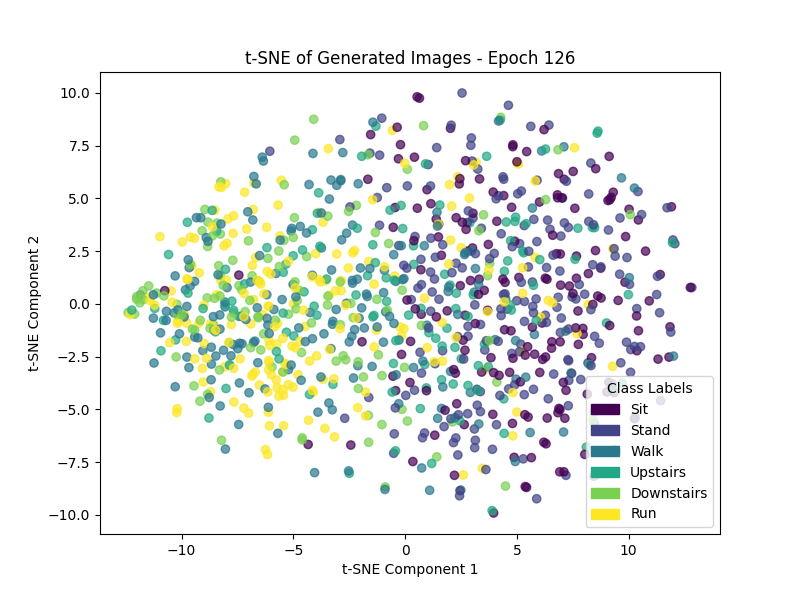 t-SNE of Generated Images - Epoch 126
10.0
7.5
5.0
2.5
0.0
−2.5
−5.0
−7.5
−10.0
t-SNE Component 2
Class Labels
Sit
Stand
Walk
Upstairs
Downstairs
Run
−10
−5
0
5
10
t-SNE Component 1